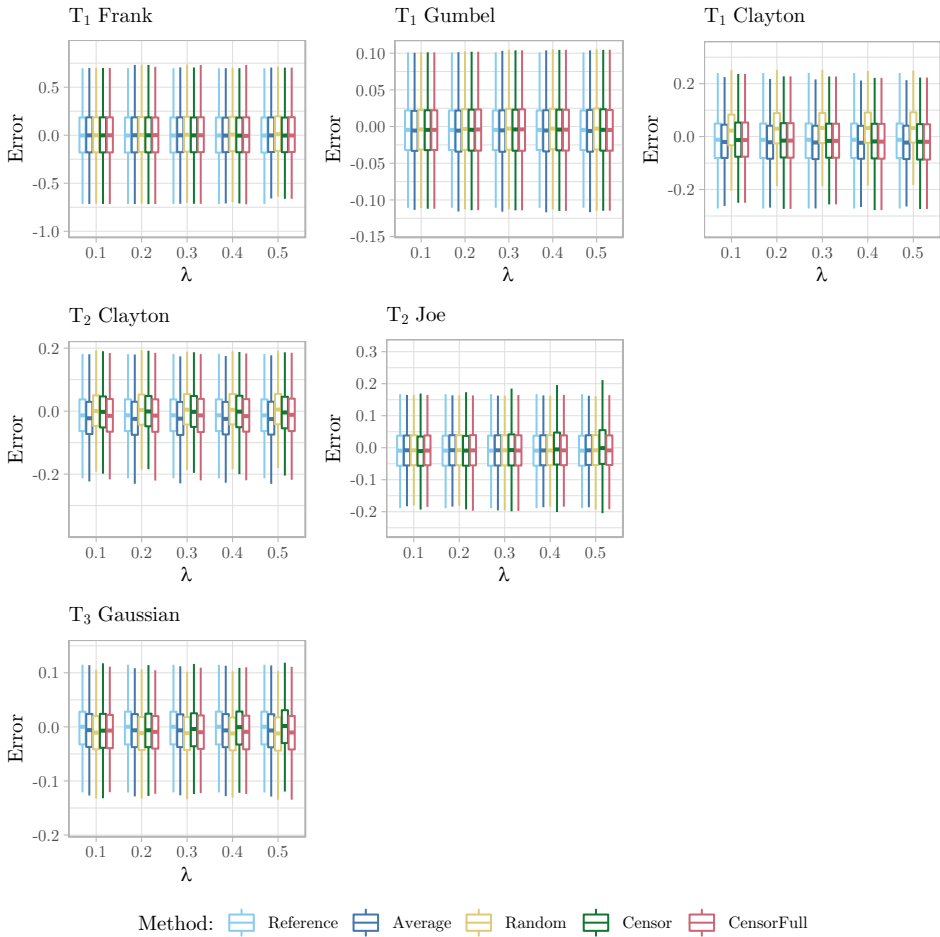 T1 Frank
T1 Gumbel
T1 Clayton
Error
0.5
0.0
-0.5
-1.0
0.1 0.2 0.3 0.4 0.5
λ
Error
0.10
0.05
0.00
-0.05
-0.10
-0.15
0.1 0.2 0.3 0.4 0.5
λ
Error
0.2
0.0
-0.2
0.1 0.2 0.3 0.4 0.5
λ
T2 Clayton
T2 Joe
Error
0.2
0.0
-0.2
0.1 0.2 0.3 0.4 0.5
λ
Error
0.3
0.2
0.1
0.0
-0.1
-0.2
0.1 0.2 0.3 0.4 0.5
λ
T3 Gaussian
Error
0.1
0.0
-0.1
-0.2
0.1 0.2 0.3 0.4 0.5
λ
Method: Reference Average Random Censor CensorFull